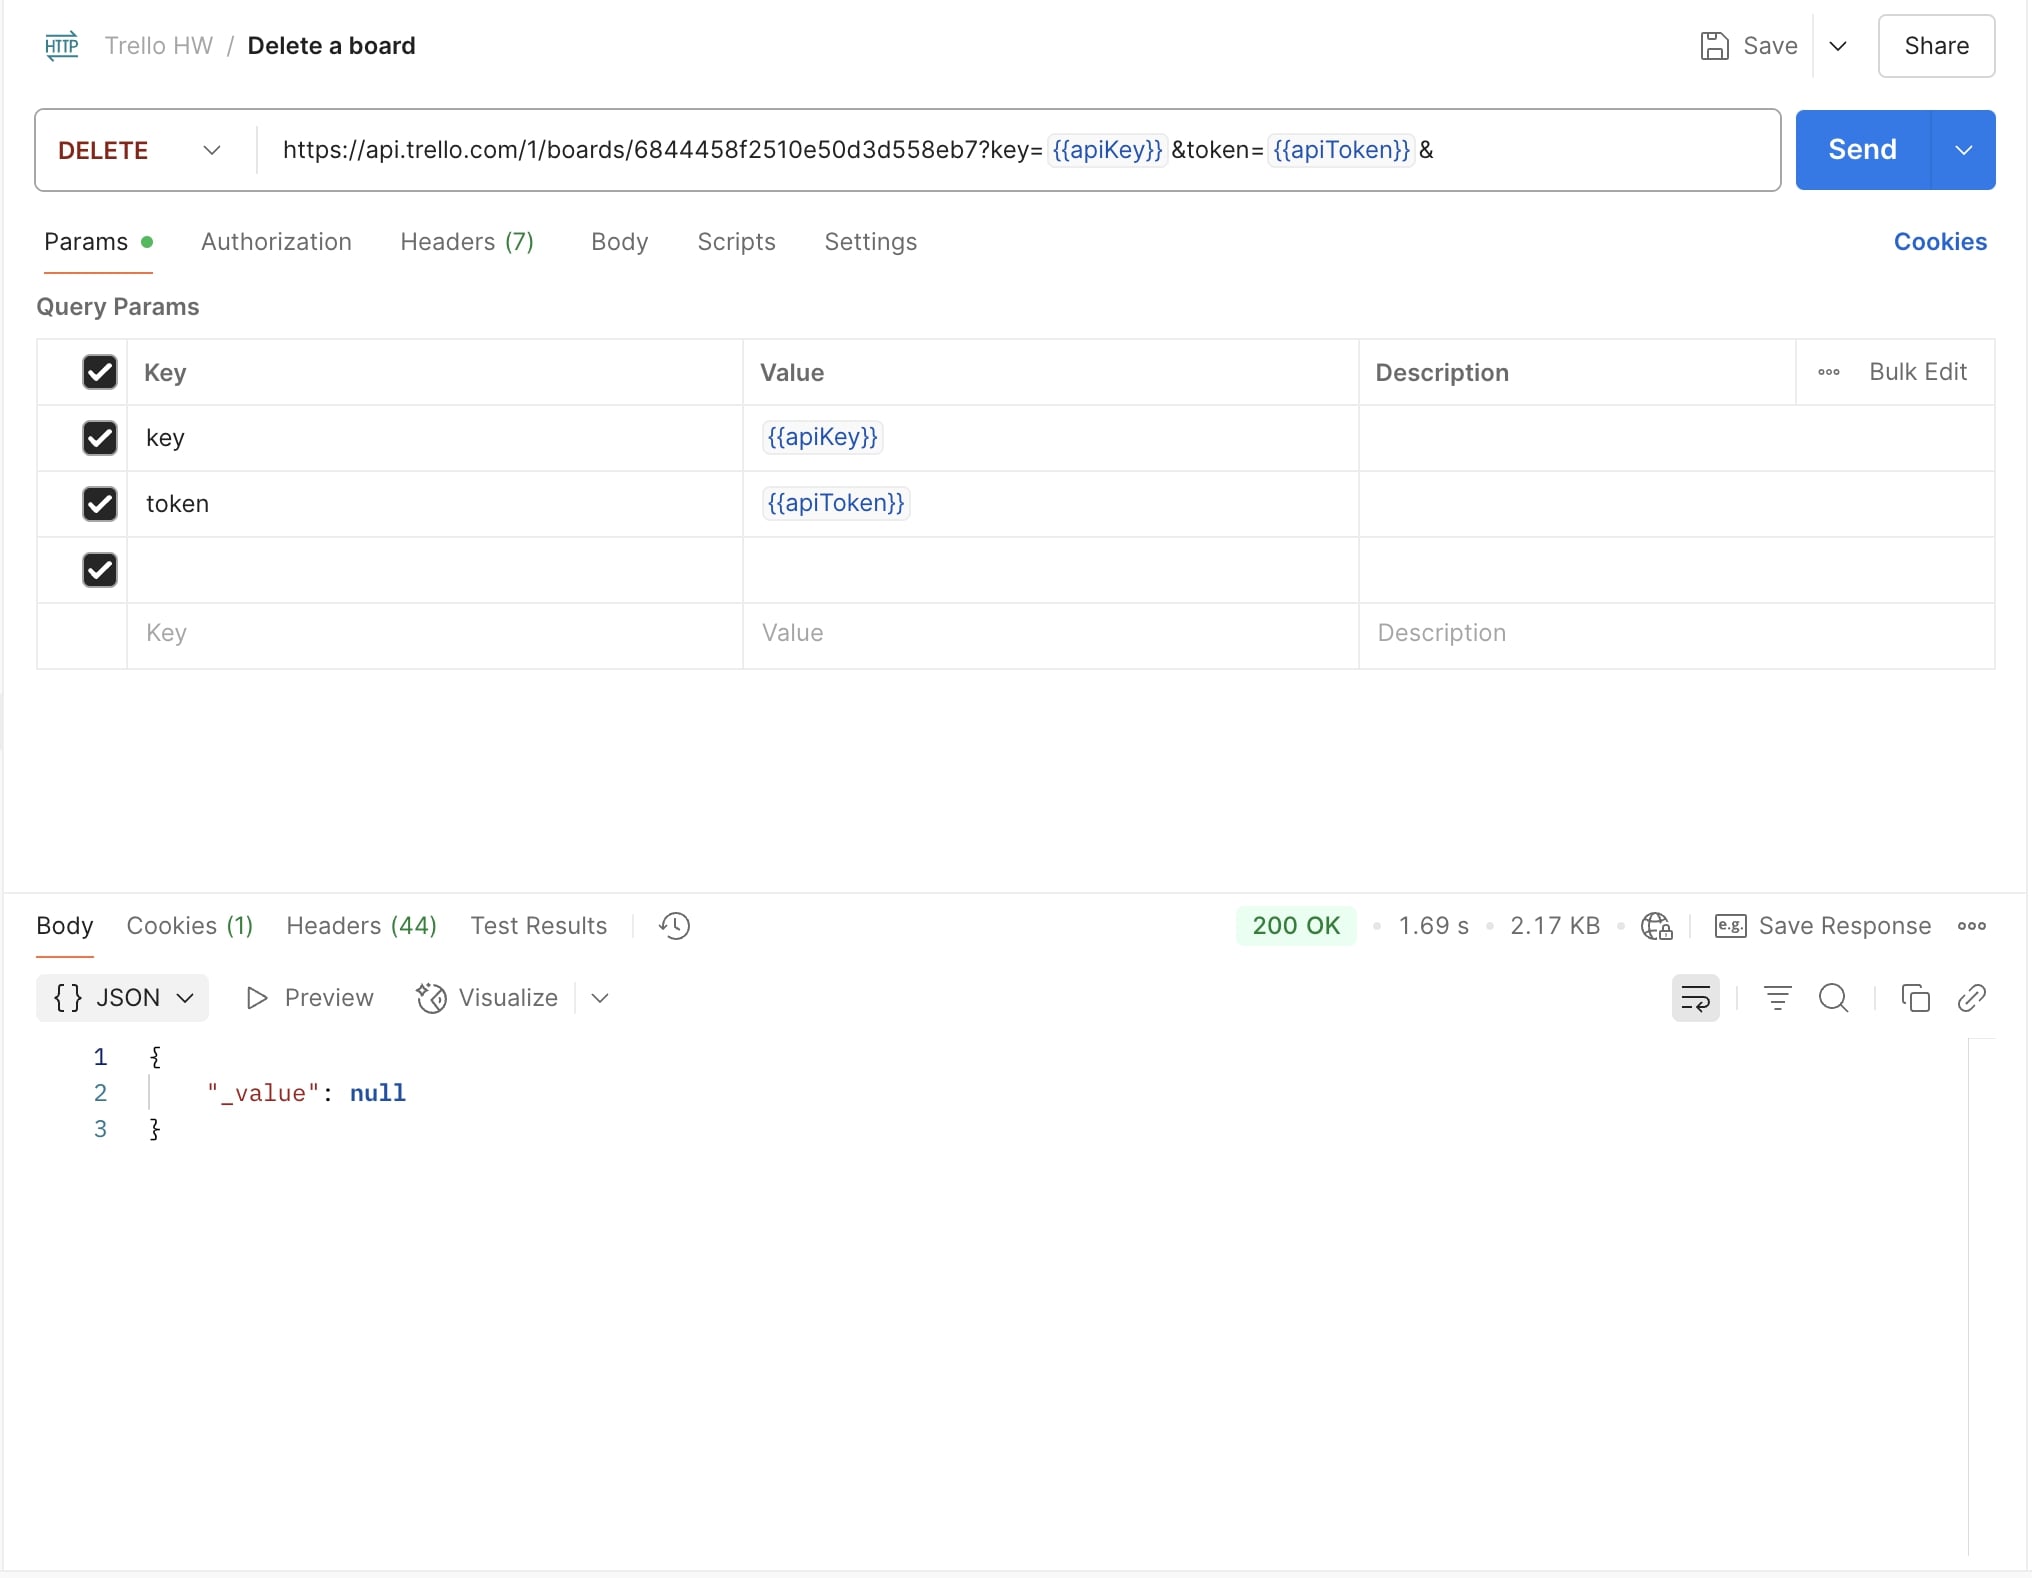 HTTP Trello HW / Delete a board Save Share
DELETE https://api.trello.com/1/boards/6844458f2510e50d3d558eb7?key={{apiKey}}&token={{apiToken}}& Send
Params Authorization Headers (7) Body Scripts Settings Cookies
Query Params
Key Value Description Bulk Edit
key {{apiKey}}
token {{apiToken}}
Key Value Description
Body Cookies (1) Headers (44) Test Results 200 OK 1.69 s 2.17 KB e.g. Save Response
{} JSON Preview Visualize
1 {
2 "_value": null
3 }